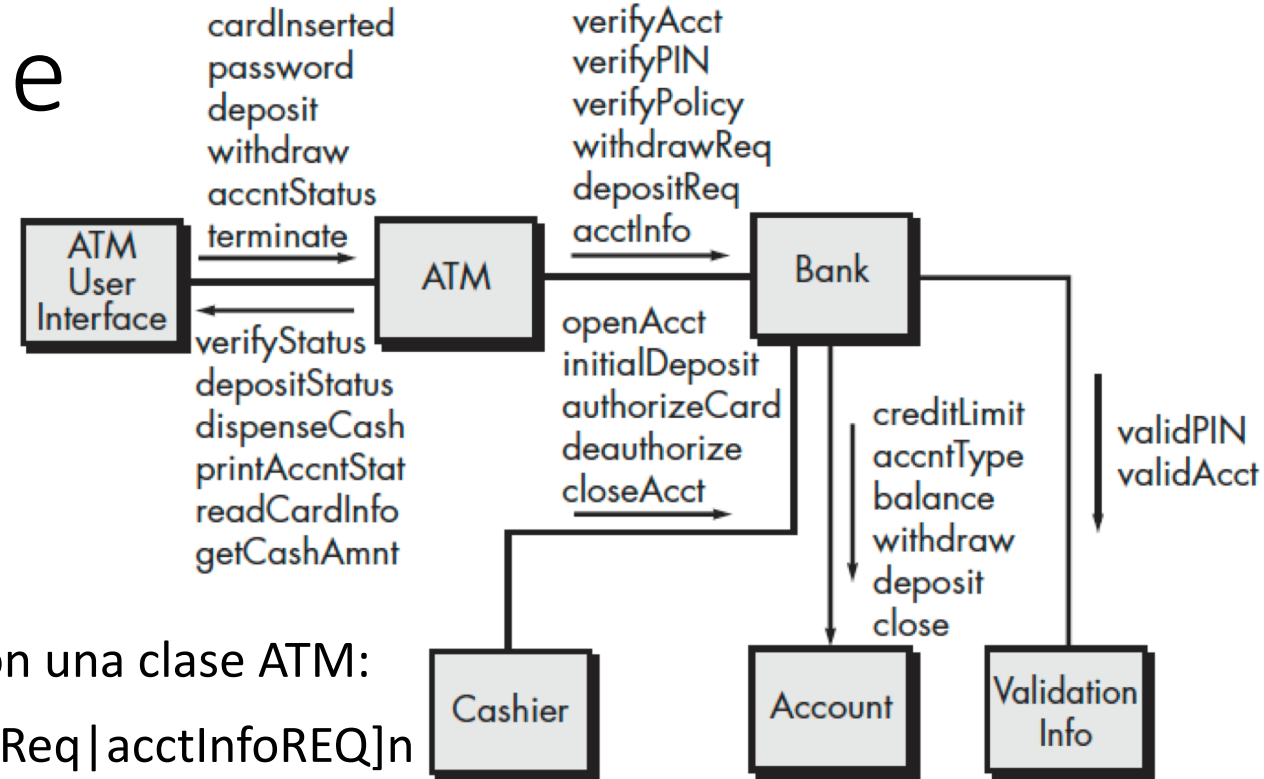 e
cardInserted
password
deposit
withdraw
accntStatus
terminate
verifyAcct
verifyPIN
verifyPolicy
withdrawReq
depositReq
acctInfo
ATM
User
Interface
ATM
Bank
verifyStatus
depositStatus
dispenseCash
printAccntStat
readCardInfo
getCashAmnt
openAcct
initialDeposit
authorizeCard
deauthorize
closeAcct
creditLimit
accntType
balance
withdraw
deposit
close
validPIN
validAcct
on una clase ATM:
Req|acctInfoREQ]n
Cashier
Account
Validation
Info